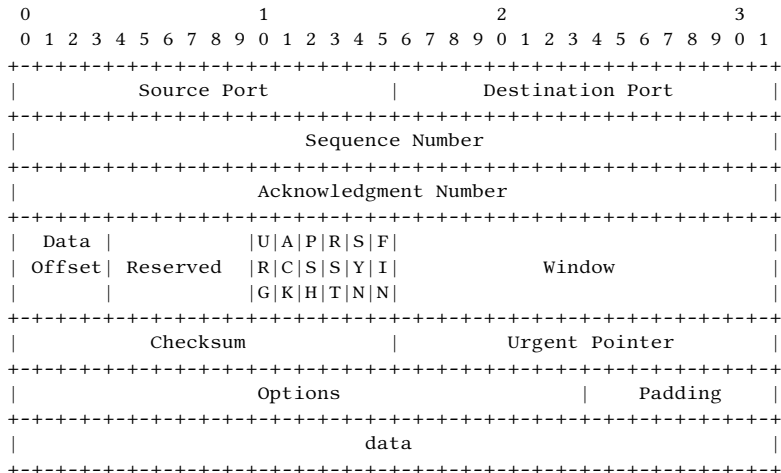 0                   1                   2                   3
0 1 2 3 4 5 6 7 8 9 0 1 2 3 4 5 6 7 8 9 0 1 2 3 4 5 6 7 8 9 0 1
+-+-+-+-+-+-+-+-+-+-+-+-+-+-+-+-+-+-+-+-+-+-+-+-+-+-+-+-+-+-+-+-+
|          Source Port          |       Destination Port        |
+-+-+-+-+-+-+-+-+-+-+-+-+-+-+-+-+-+-+-+-+-+-+-+-+-+-+-+-+-+-+-+-+
|                        Sequence Number                        |
+-+-+-+-+-+-+-+-+-+-+-+-+-+-+-+-+-+-+-+-+-+-+-+-+-+-+-+-+-+-+-+-+
|                    Acknowledgment Number                      |
+-+-+-+-+-+-+-+-+-+-+-+-+-+-+-+-+-+-+-+-+-+-+-+-+-+-+-+-+-+-+-+-+
|  Data |           |U|A|P|R|S|F|                               |
| Offset| Reserved  |R|C|S|S|Y|I|            Window             |
|       |           |G|K|H|T|N|N|                               |
+-+-+-+-+-+-+-+-+-+-+-+-+-+-+-+-+-+-+-+-+-+-+-+-+-+-+-+-+-+-+-+-+
|           Checksum            |         Urgent Pointer        |
+-+-+-+-+-+-+-+-+-+-+-+-+-+-+-+-+-+-+-+-+-+-+-+-+-+-+-+-+-+-+-+-+
|                    Options                    |    Padding    |
+-+-+-+-+-+-+-+-+-+-+-+-+-+-+-+-+-+-+-+-+-+-+-+-+-+-+-+-+-+-+-+-+
|                             data                              |
+-+-+-+-+-+-+-+-+-+-+-+-+-+-+-+-+-+-+-+-+-+-+-+-+-+-+-+-+-+-+-+-+